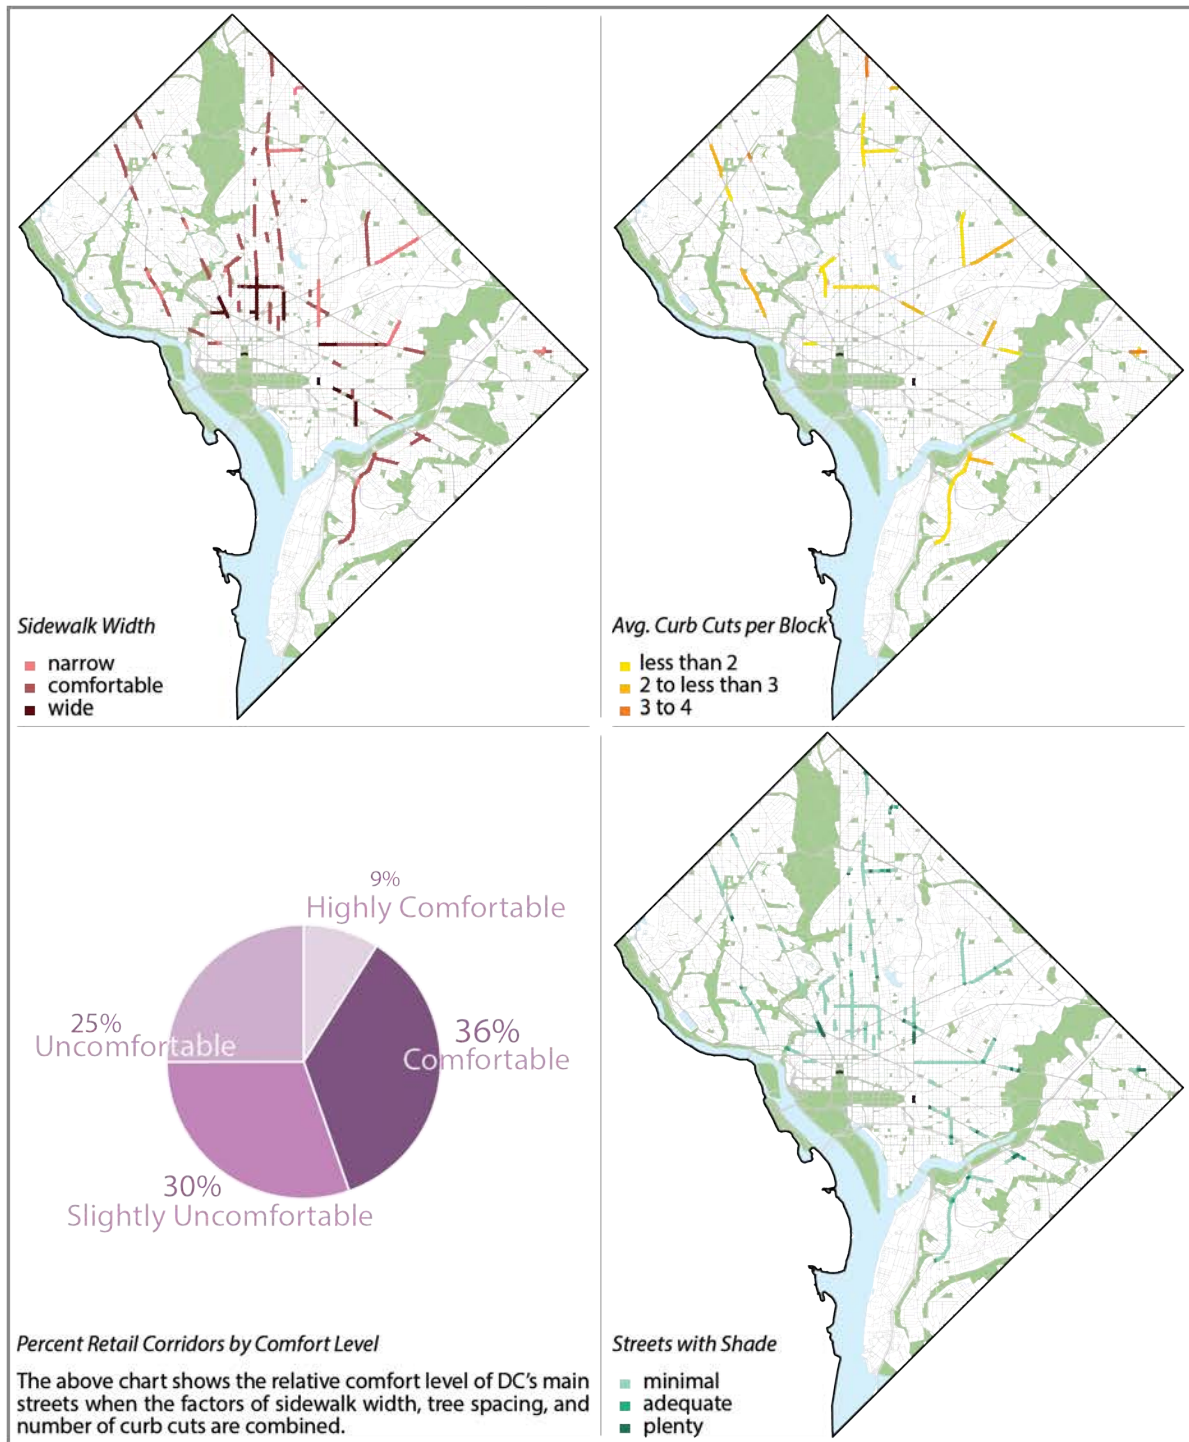 Sidewalk Width
narrow
comfortable
wide
Avg. Curb Cuts per Block
less than 2
2 to less than 3
3 to 4
9%
Highly Comfortable
36%
Comfortable
25%
Uncomfortable
30%
Slightly Uncomfortable
Percent Retail Corridors by Comfort Level
The above chart shows the relative comfort level of DC's main
streets when the factors of sidewalk width, tree spacing, and
number of curb cuts are combined.
Streets with Shade
minimal
adequate
plenty